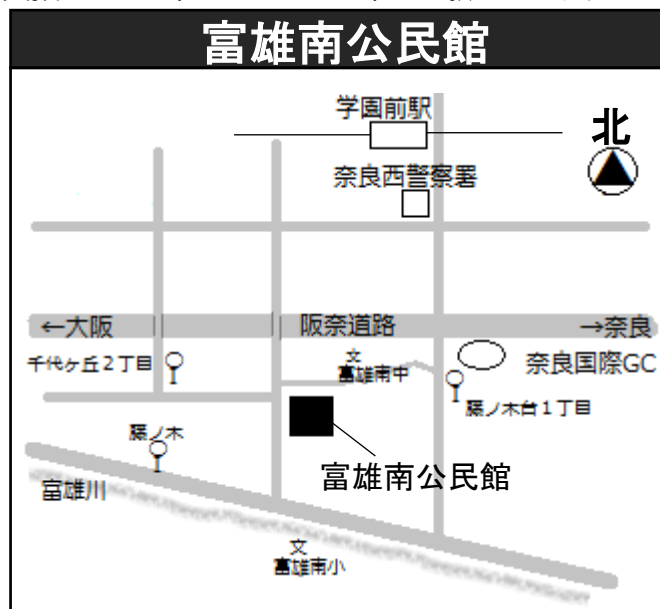 富雄南公民館
学園前駅
北
奈良西警察署
←大阪
阪奈道路
→奈良
千代ヶ丘2丁目
文
富雄南中
奈良国際GC
藤ノ木台1丁目
藤ノ木
富雄南公民館
富雄川
文
富雄南小